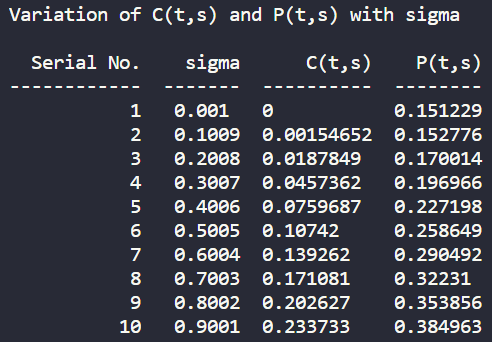 Variation of C(t,s) and P(t,s) with sigma
Serial No. sigma C(t,s) P(t,s)
------------ ------- ---------- --------
1 0.001 0 0.151229
2 0.1009 0.00154652 0.152776
3 0.2008 0.0187849 0.170014
4 0.3007 0.0457362 0.196966
5 0.4006 0.0759687 0.227198
6 0.5005 0.10742 0.258649
7 0.6004 0.139262 0.290492
8 0.7003 0.171081 0.32231
9 0.8002 0.202627 0.353856
10 0.9001 0.233733 0.384963